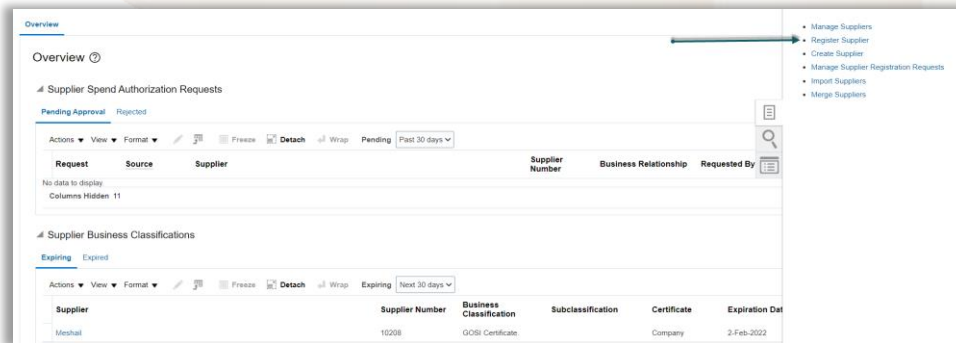 Overview
Overview
Supplier Spend Authorization Requests
Pending Approval Rejected
Actions View Format Freeze Detach Wrap Pending Past 30 days
Request Source Supplier Supplier Number Business Relationship Requested By
No data to display
Columns Hidden 11
Supplier Business Classifications
Expiring Expired
Actions View Format Freeze Detach Wrap Expiring Next 30 days
Supplier Supplier Number Business Classification Subclassification Certificate Expiration Dat
Meshail 10208 GOSI Certificate Company 2-Feb-2022
Manage Suppliers
Register Supplier
Create Supplier
Manage Supplier Registration Requests
Import Suppliers
Merge Suppliers